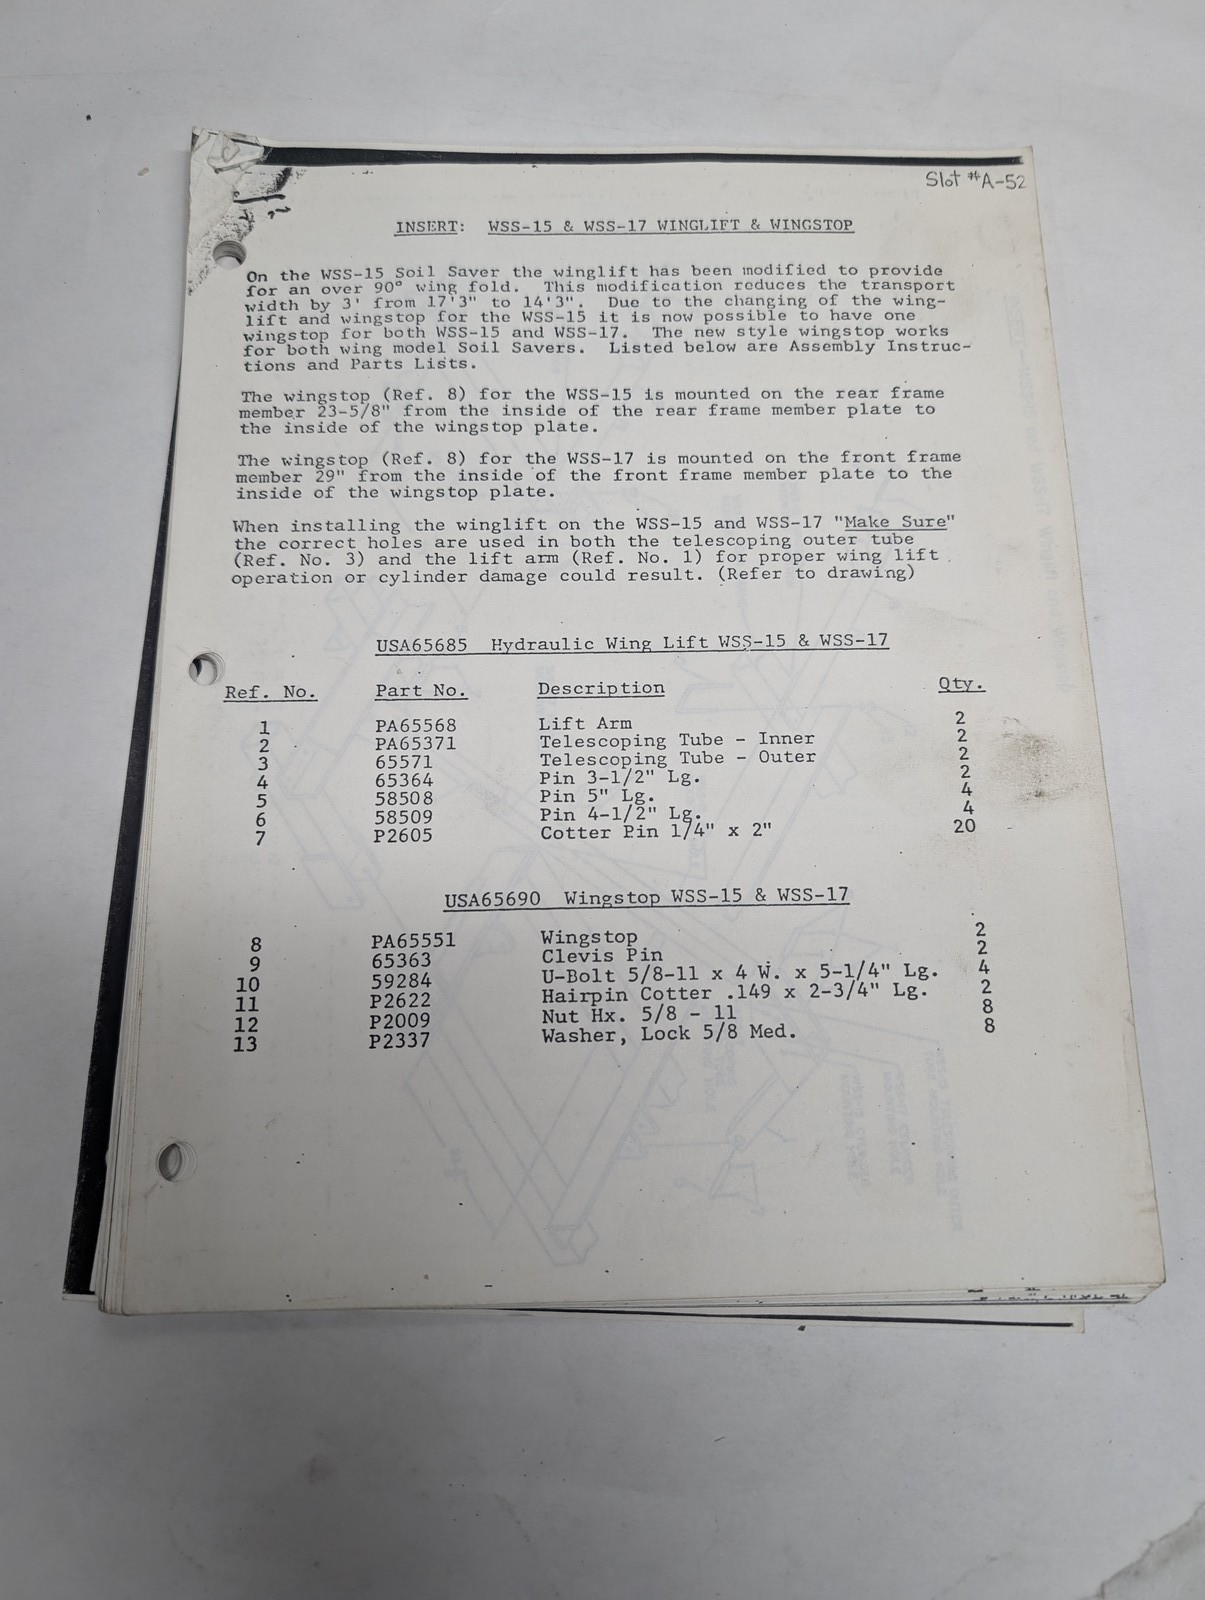 Slot #A-52
INSERT: WSS-15 & WSS-17 WINGLIFT & WINGSTOP
On the WSS-15 Soil Saver the winglift has been modified to provide
for an over 90° wing fold. This modification reduces the transport
width by 3' from 17'3" to 14'3". Due to the changing of the wing-
lift and wingstop for the WSS-15 it is now possible to have one
wingstop for both WSS-15 and WSS-17. The new style wingstop works
for both wing model Soil Savers. Listed below are Assembly Instruc-
tions and Parts Lists.
The wingstop (Ref. 8) for the WSS-15 is mounted on the rear frame
member 23-5/8" from the inside of the rear frame member plate to
the inside of the wingstop plate.
The wingstop (Ref. 8) for the WSS-17 is mounted on the front frame
member 29" from the inside of the front frame member plate to the
inside of the wingstop plate.
When installing the winglift on the WSS-15 and WSS-17 "Make Sure"
the correct holes are used in both the telescoping outer tube
(Ref. No. 3) and the lift arm (Ref. No. 1) for proper wing lift
operation or cylinder damage could result. (Refer to drawing)
USA65685 Hydraulic Wing Lift WSS-15 & WSS-17
Ref. No. Part No. Description Qty.
1 PA65568 Lift Arm 2
2 PA65371 Telescoping Tube - Inner 2
3 65571 Telescoping Tube - Outer 2
4 65364 Pin 3-1/2" Lg. 2
5 58508 Pin 5" Lg. 4
6 58509 Pin 4-1/2" Lg. 4
7 P2605 Cotter Pin 1/4" x 2" 20
USA65690 Wingstop WSS-15 & WSS-17
8 PA65551 Wingstop 2
9 65363 Clevis Pin 2
10 59284 U-Bolt 5/8-11 x 4 W. x 5-1/4" Lg. 4
11 P2622 Hairpin Cotter .149 x 2-3/4" Lg. 2
12 P2009 Nut Hx. 5/8 - 11 8
13 P2337 Washer, Lock 5/8 Med. 8